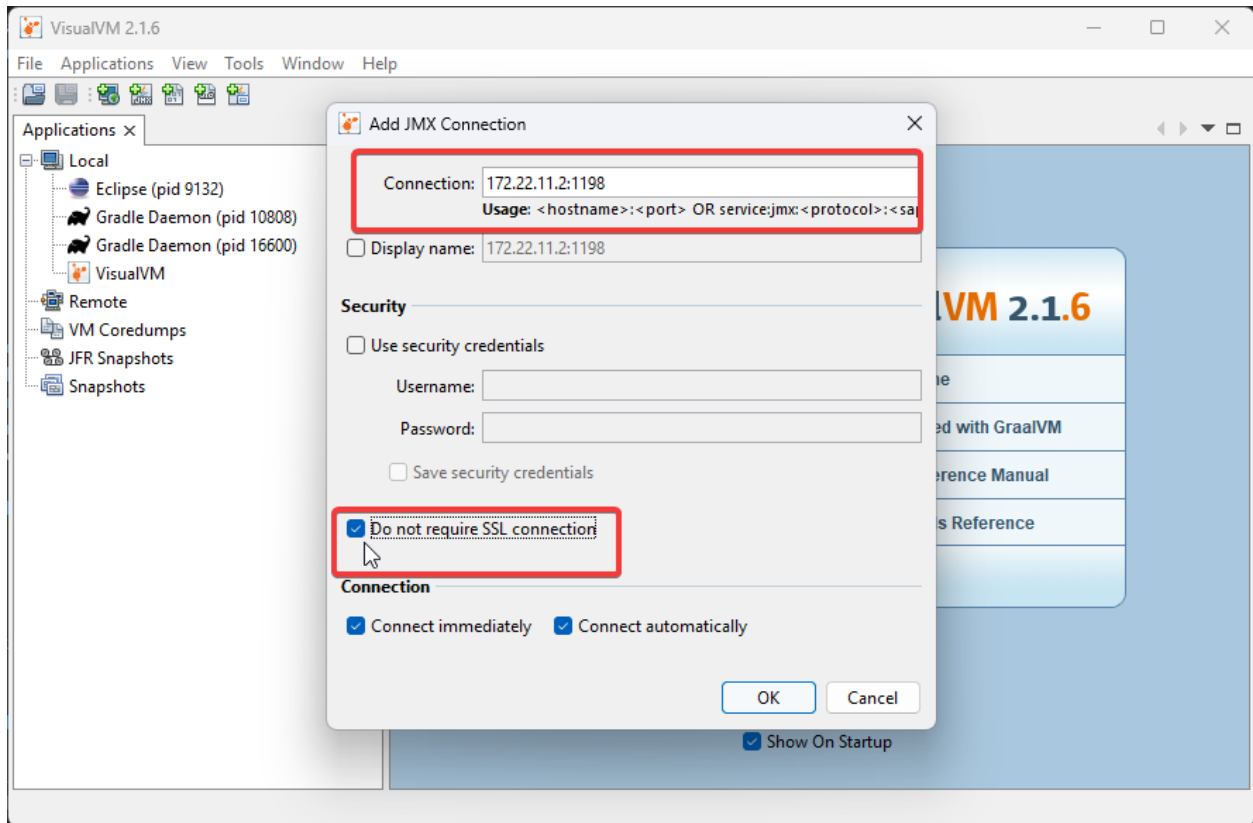 VisualVM 2.1.6
File Applications View Tools Window Help
Applications
Local
Eclipse (pid 9132)
Gradle Daemon (pid 10808)
Gradle Daemon (pid 16600)
VisualVM
Remote
VM Coredumps
JFR Snapshots
Snapshots
Add JMX Connection
Connection: 172.22.11.2:1198
Usage: <hostname>:<port> OR service:jmx:<protocol>:<sap
Display name: 172.22.11.2:1198
Security
Use security credentials
Username:
Password:
Save security credentials
Do not require SSL connection
Connection
Connect immediately Connect automatically
OK Cancel
VM 2.1.6
ed with GraalVM
erence Manual
s Reference
Show On Startup